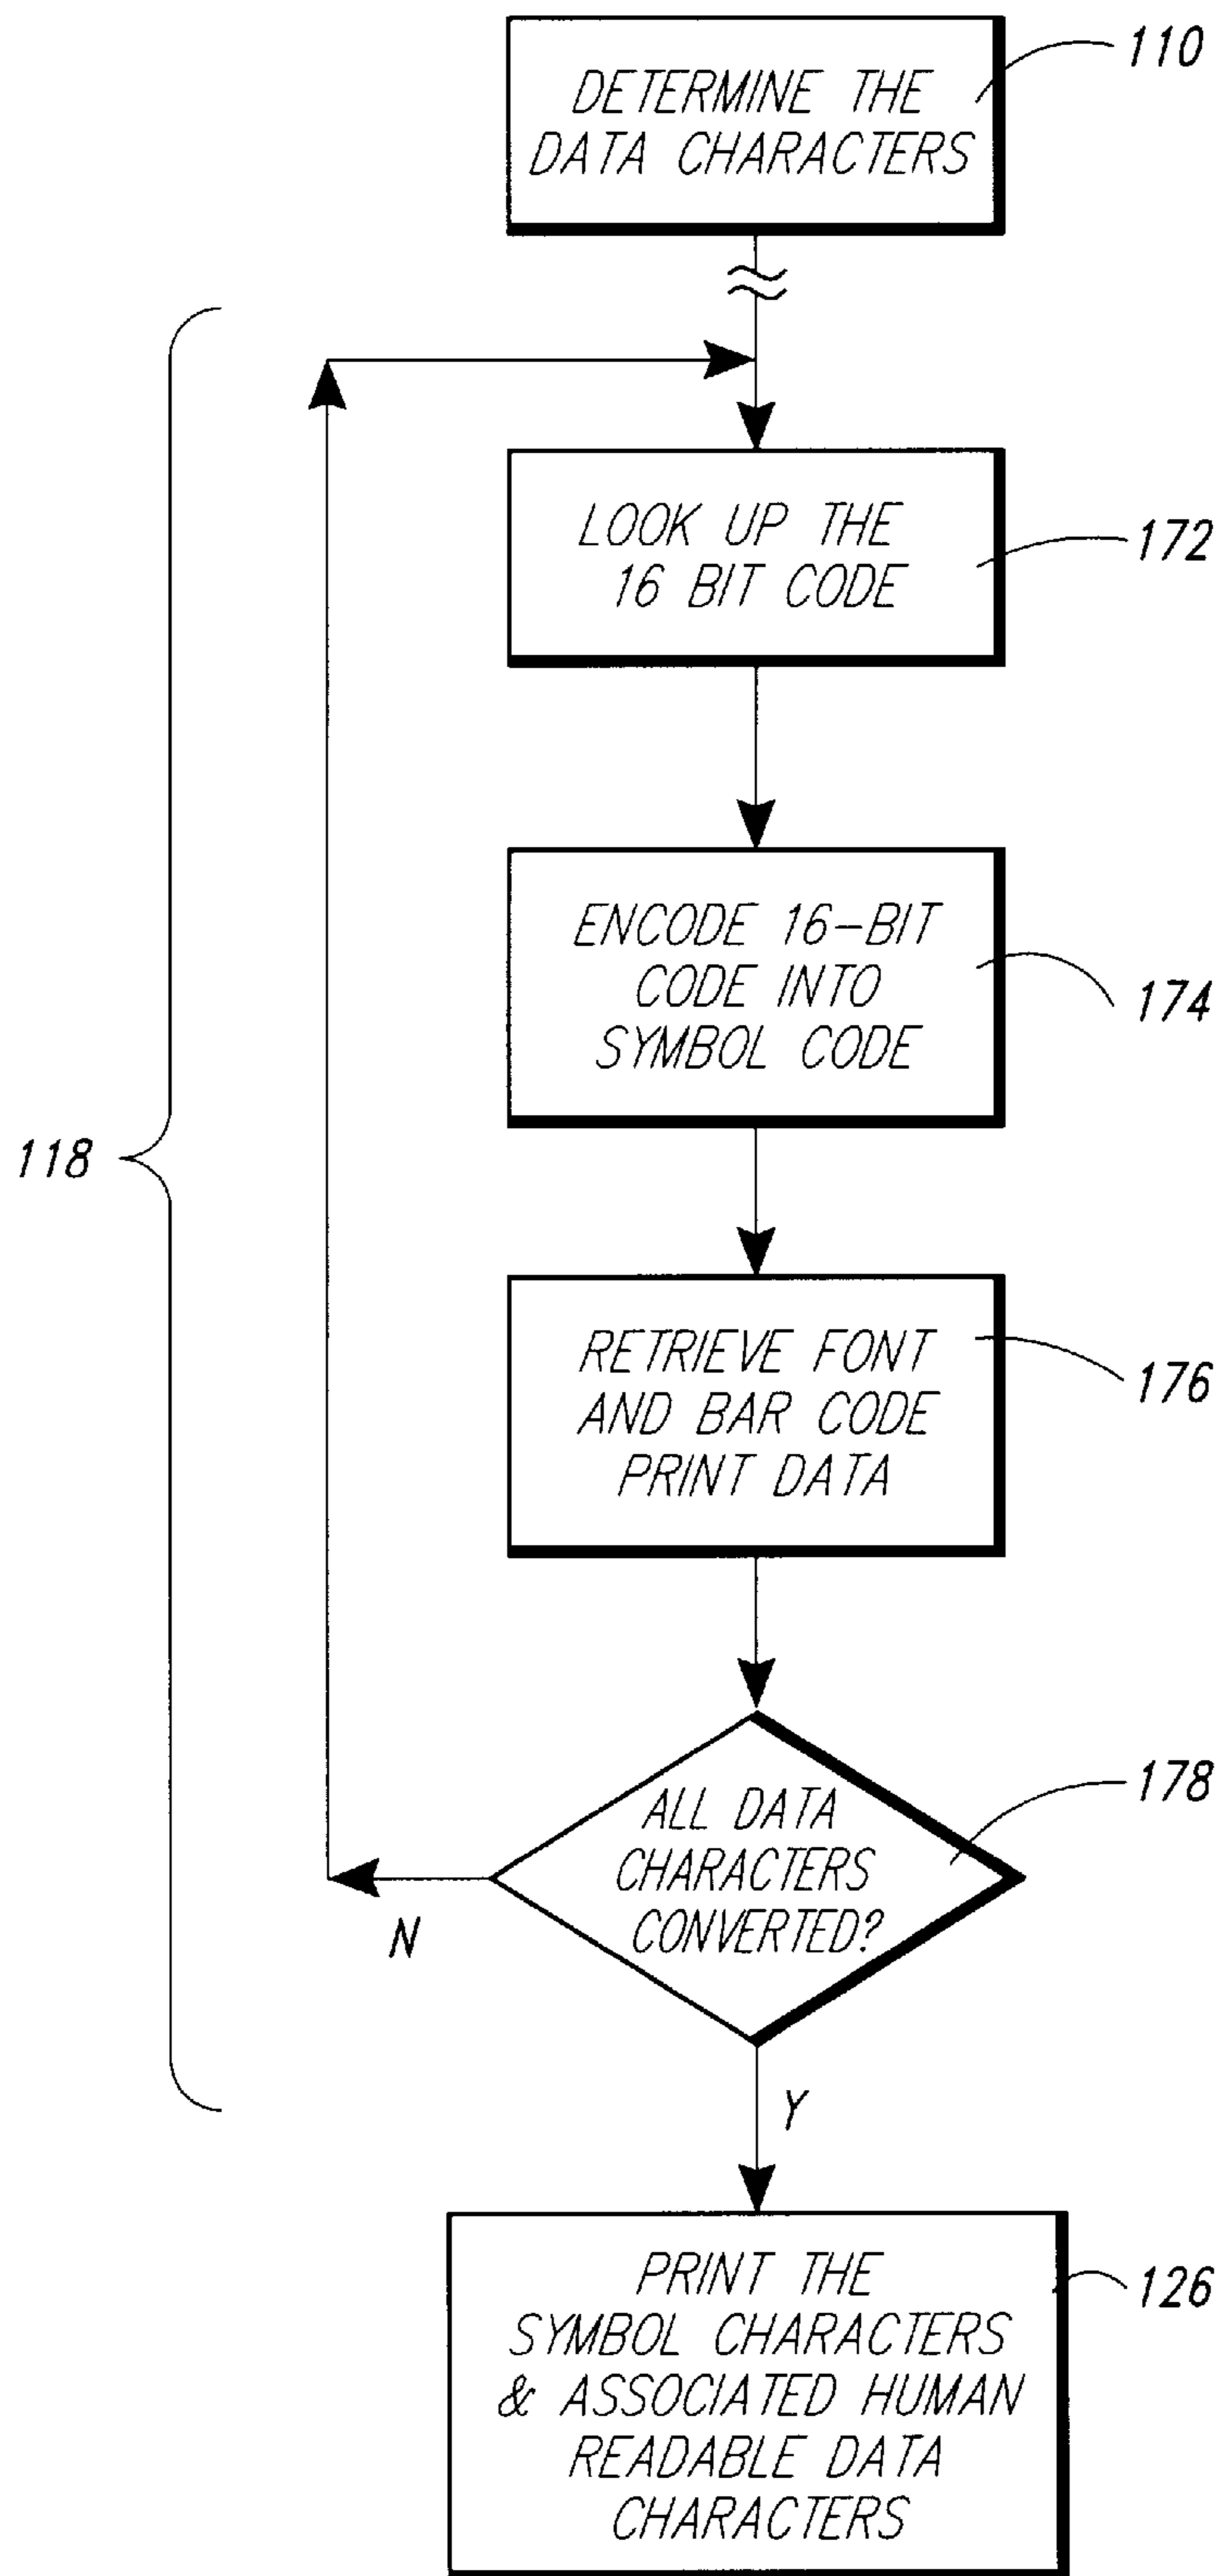 110
DETERMINE THE
DATA CHARACTERS
LOOK UP THE
16 BIT CODE
172
ENCODE 16-BIT
CODE INTO
SYMBOL CODE
174
118
RETRIEVE FONT
AND BAR CODE
PRINT DATA
176
ALL DATA
CHARACTERS
CONVERTED?
178
N
Y
PRINT THE
SYMBOL CHARACTERS
& ASSOCIATED HUMAN
READABLE DATA
CHARACTERS
126